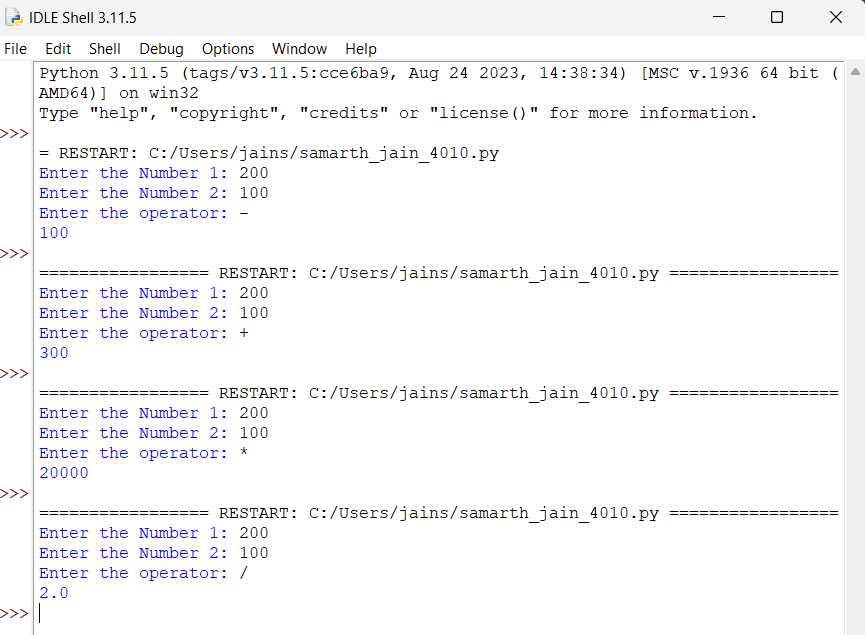 IDLE Shell 3.11.5
File Edit Shell Debug Options Window Help
Python 3.11.5 (tags/v3.11.5:cce6ba9, Aug 24 2023, 14:38:34) [MSC v.1936 64 bit (
AMD64)] on win32
Type "help", "copyright", "credits" or "license()" for more information.
>>>
= RESTART: C:/Users/jains/samarth_jain_4010.py
Enter the Number 1: 200
Enter the Number 2: 100
Enter the operator: -
100
>>>
================= RESTART: C:/Users/jains/samarth_jain_4010.py =================
Enter the Number 1: 200
Enter the Number 2: 100
Enter the operator: +
300
>>>
================= RESTART: C:/Users/jains/samarth_jain_4010.py =================
Enter the Number 1: 200
Enter the Number 2: 100
Enter the operator: *
20000
>>>
================= RESTART: C:/Users/jains/samarth_jain_4010.py =================
Enter the Number 1: 200
Enter the Number 2: 100
Enter the operator: /
2.0
>>>